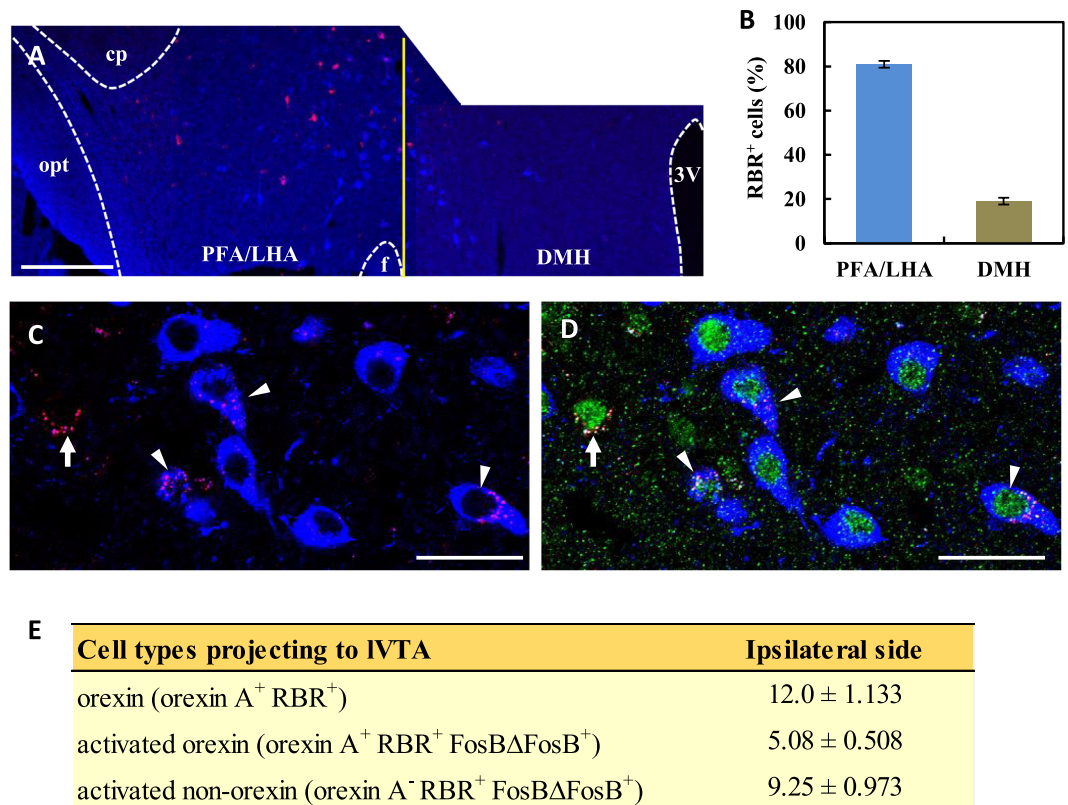 A
cp
opt
PFA/LHA
f
DMH
3V
B
RBR⁺ cells (%)
100
80
60
40
20
0
PFA/LHA
DMH
C
D
E
Cell types projecting to lVTA Ipsilateral side
orexin (orexin A⁺ RBR⁺) 12.0 ± 1.133
activated orexin (orexin A⁺ RBR⁺ FosBΔFosB⁺) 5.08 ± 0.508
activated non-orexin (orexin A⁻ RBR⁺ FosBΔFosB⁺) 9.25 ± 0.973